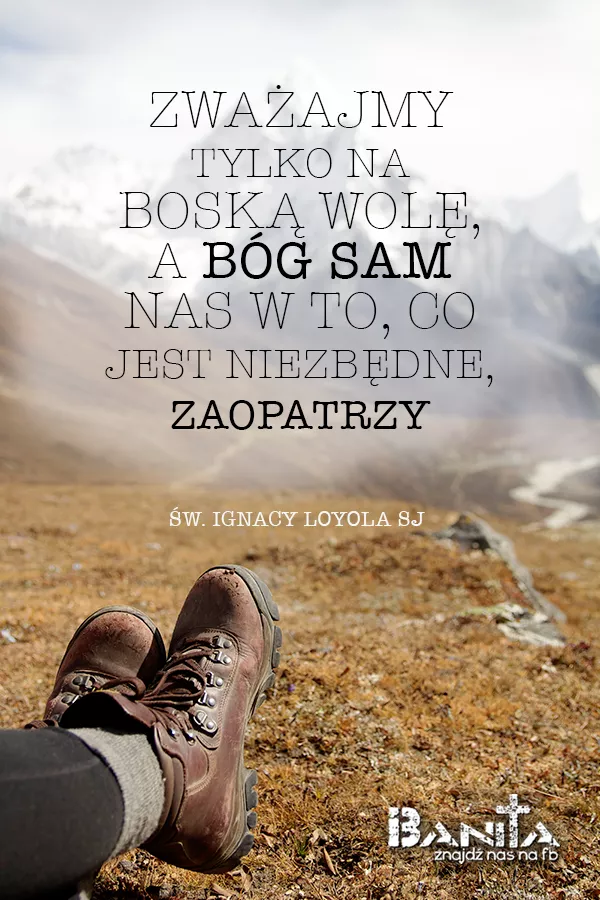 ZWAŻAJMY
TYLKO NA
BOSKĄ WOLĘ,
A BÓG SAM
NAS W TO, CO
JEST NIEZBĘDNE,
ZAOPATRZY
ŚW. IGNACY LOYOLA SJ
BANITA
znajdź nas na fb